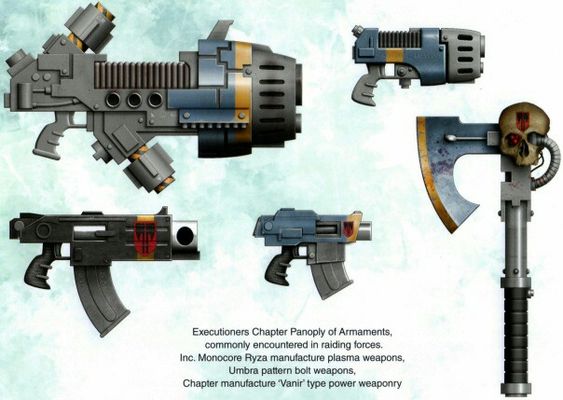 Executioners Chapter Panoply of Armaments,
commonly encountered in raiding forces.
Inc. Monocore Ryza manufacture plasma weapons,
Umbra pattern bolt weapons,
Chapter manufacture ‘Vanir’ type power weaponry